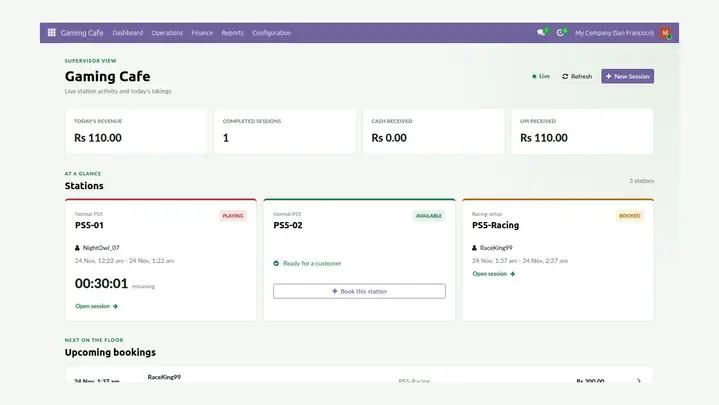 Gaming Cafe Dashboard Operations Finance Reports Configuration My Company (San Francisco) M
SUPERVISOR VIEW
Gaming Cafe
Live station activity and today's takings
Live Refresh New Session
TODAY'S REVENUE
Rs 110.00
COMPLETED SESSIONS
1
CASH RECEIVED
Rs 0.00
UPI RECEIVED
Rs 110.00
AT A GLANCE
Stations
3 stations
Normal PS5
PS5-01
PLAYING
NightOwl_07
24 Nov, 12:22 am - 24 Nov, 1:22 am
00:30:01 remaining
Open session
Normal PS5
PS5-02
AVAILABLE
Ready for a customer
Book this station
Racing setup
PS5-Racing
BOOKED
RaceKing99
24 Nov, 1:37 am - 24 Nov, 2:37 am
Open session
NEXT ON THE FLOOR
Upcoming bookings
24 Nov, 1:37 am RaceKing99 PS5-Racing Rs 200.00